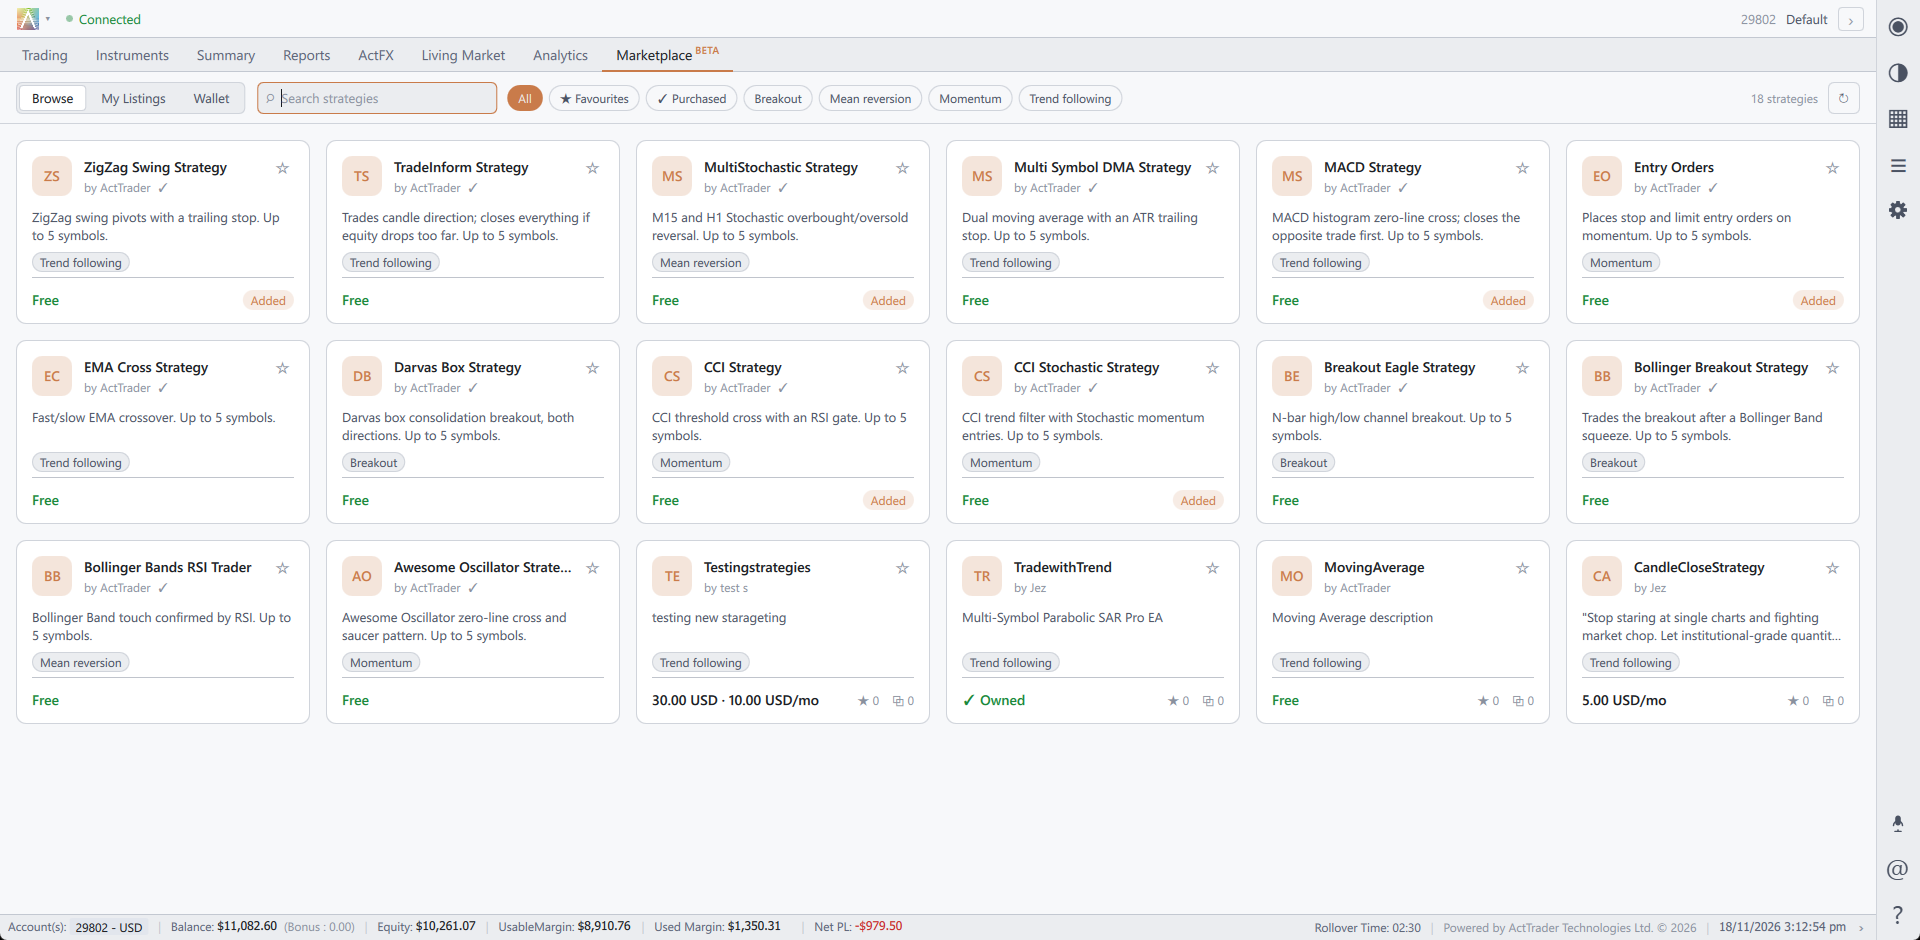 Connected
29802 Default
Trading Instruments Summary Reports ActFX Living Market Analytics Marketplace BETA
Browse My Listings Wallet Search strategies All ★ Favourites ✓ Purchased Breakout Mean reversion Momentum Trend following 18 strategies
ZS
ZigZag Swing Strategy
by ActTrader ✓
ZigZag swing pivots with a trailing stop. Up
to 5 symbols.
Trend following
Free Added
TS
TradeInform Strategy
by ActTrader ✓
Trades candle direction; closes everything if
equity drops too far. Up to 5 symbols.
Trend following
Free
MS
MultiStochastic Strategy
by ActTrader ✓
M15 and H1 Stochastic overbought/oversold
reversal. Up to 5 symbols.
Mean reversion
Free Added
MS
Multi Symbol DMA Strategy
by ActTrader ✓
Dual moving average with an ATR trailing
stop. Up to 5 symbols.
Trend following
Free
MS
MACD Strategy
by ActTrader ✓
MACD histogram zero-line cross; closes the
opposite trade first. Up to 5 symbols.
Trend following
Free Added
EO
Entry Orders
by ActTrader ✓
Places stop and limit entry orders on
momentum. Up to 5 symbols.
Momentum
Free Added
EC
EMA Cross Strategy
by ActTrader ✓
Fast/slow EMA crossover. Up to 5 symbols.
Trend following
Free
DB
Darvas Box Strategy
by ActTrader ✓
Darvas box consolidation breakout, both
directions. Up to 5 symbols.
Breakout
Free
CS
CCI Strategy
by ActTrader ✓
CCI threshold cross with an RSI gate. Up to 5
symbols.
Momentum
Free Added
CS
CCI Stochastic Strategy
by ActTrader ✓
CCI trend filter with Stochastic momentum
entries. Up to 5 symbols.
Momentum
Free Added
BE
Breakout Eagle Strategy
by ActTrader ✓
N-bar high/low channel breakout. Up to 5
symbols.
Breakout
Free
BB
Bollinger Breakout Strategy
by ActTrader ✓
Trades the breakout after a Bollinger Band
squeeze. Up to 5 symbols.
Breakout
Free
BB
Bollinger Bands RSI Trader
by ActTrader ✓
Bollinger Band touch confirmed by RSI. Up to
5 symbols.
Mean reversion
Free
AO
Awesome Oscillator Strate...
by ActTrader ✓
Awesome Oscillator zero-line cross and
saucer pattern. Up to 5 symbols.
Momentum
Free
TE
Testingstrategies
by test s
testing new starageting
Trend following
30.00 USD · 10.00 USD/mo ★ 0 0
TR
TradewithTrend
by Jez
Multi-Symbol Parabolic SAR Pro EA
Trend following
✓ Owned ★ 0 0
MO
MovingAverage
by ActTrader
Moving Average description
Trend following
Free ★ 0 0
CA
CandleCloseStrategy
by Jez
"Stop staring at single charts and fighting
market chop. Let institutional-grade quantit...
Trend following
5.00 USD/mo ★ 0 0
@
?
Account(s): 29802 - USD | Balance: $11,082.60 (Bonus : 0.00) | Equity: $10,261.07 | UsableMargin: $8,910.76 | Used Margin: $1,350.31 | Net PL: -$979.50 Rollover Time: 02:30 | Powered by ActTrader Technologies Ltd. © 2026 | 18/11/2026 3:12:54 pm